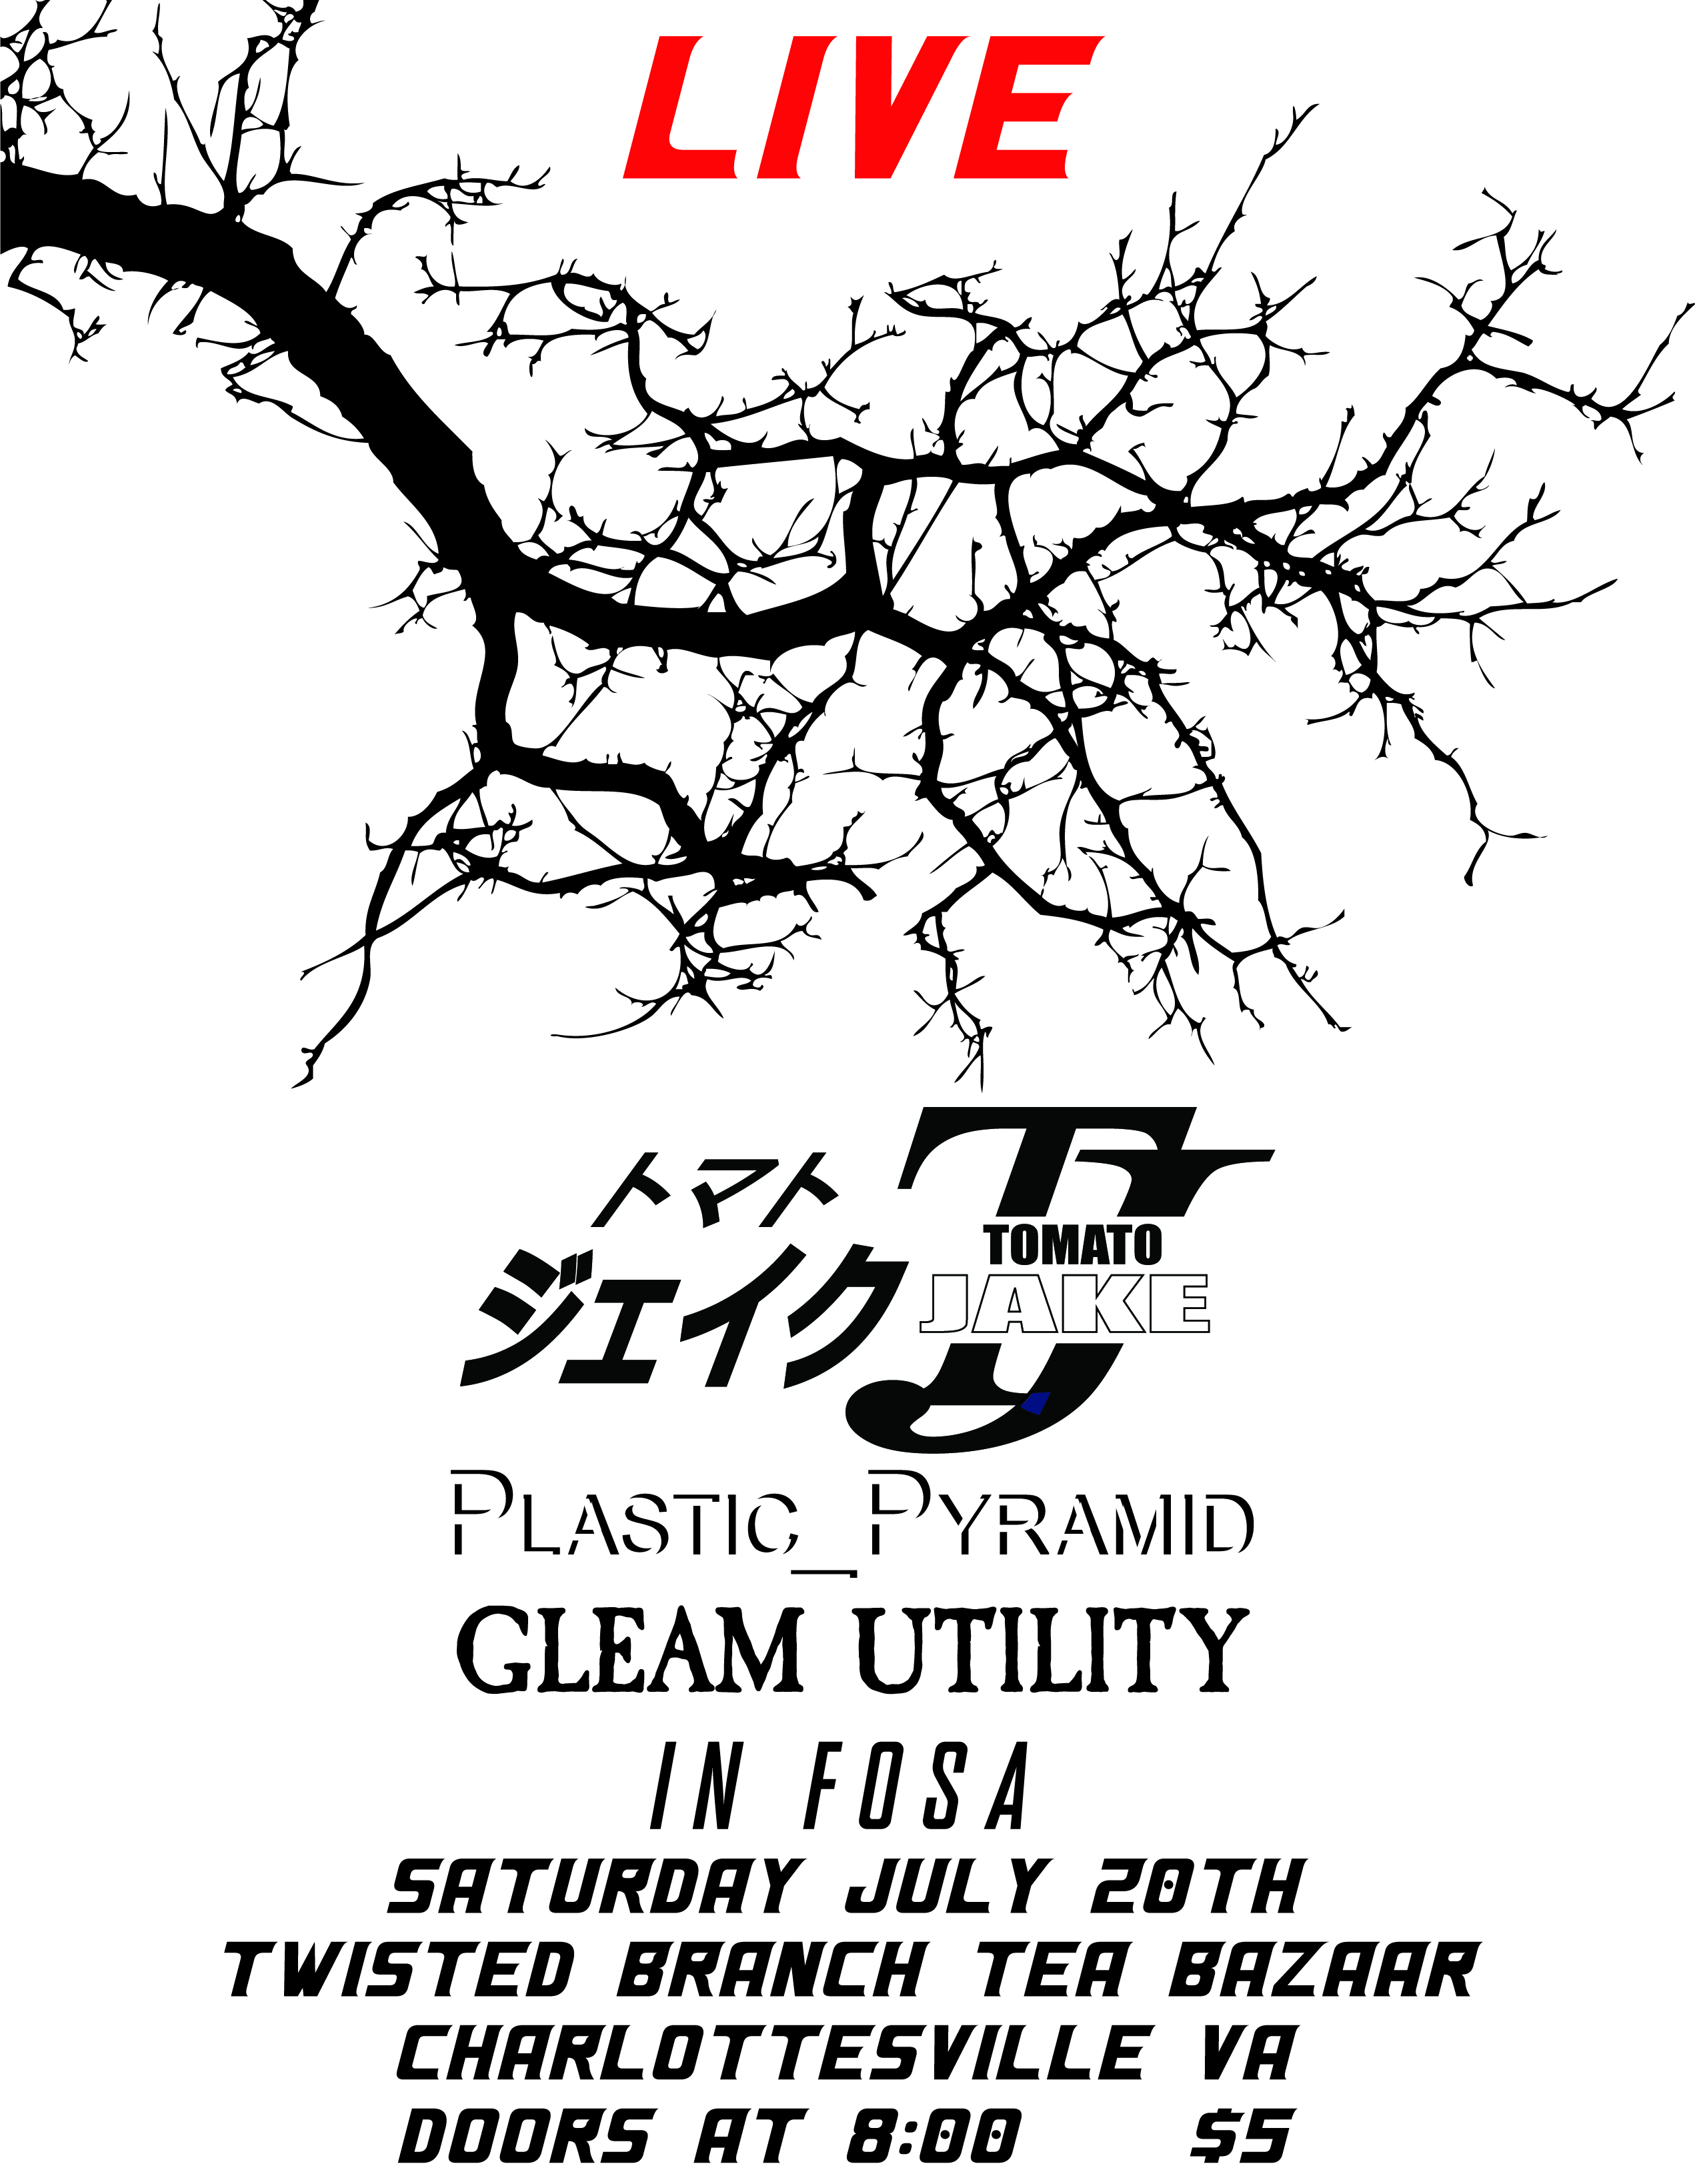 LIVE
トマト
ジェイク
TJ
TOMATO
JAKE
PLASTIC_PYRAMID
GLEAM UTILITY
IN FOSA
SATURDAY JULY 20TH
TWISTED BRANCH TEA BAZAAR
CHARLOTTESVILLE VA
DOORS AT 8:00 $5